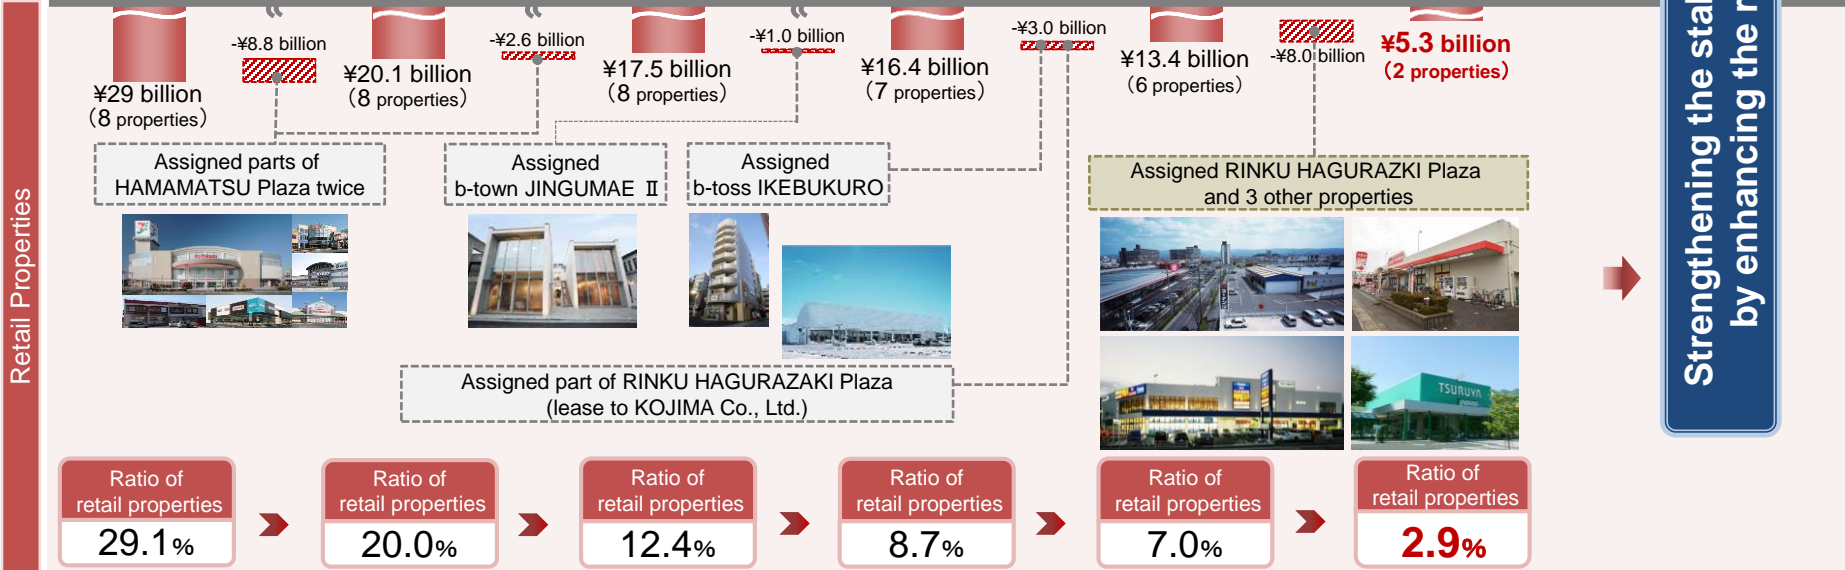 Retail Properties
¥29 billion
（8 properties）
-¥8.8 billion
¥20.1 billion
（8 properties）
-¥2.6 billion
¥17.5 billion
（8 properties）
-¥1.0 billion
¥16.4 billion
（7 properties）
-¥3.0 billion
¥13.4 billion
（6 properties）
-¥8.0 billion
¥5.3 billion
（2 properties）
Assigned parts of
HAMAMATSU Plaza twice
Assigned
b-town JINGUMAE Ⅱ
Assigned
b-toss IKEBUKURO
Assigned RINKU HAGURAZKI Plaza
and 3 other properties
TSURUYA
Assigned part of RINKU HAGURAZAKI Plaza
(lease to KOJIMA Co., Ltd.)
Ratio of
retail properties
29.1%
Ratio of
retail properties
20.0%
Ratio of
retail properties
12.4%
Ratio of
retail properties
8.7%
Ratio of
retail properties
7.0%
Ratio of
retail properties
2.9%
Strengthening the
by enhancing the